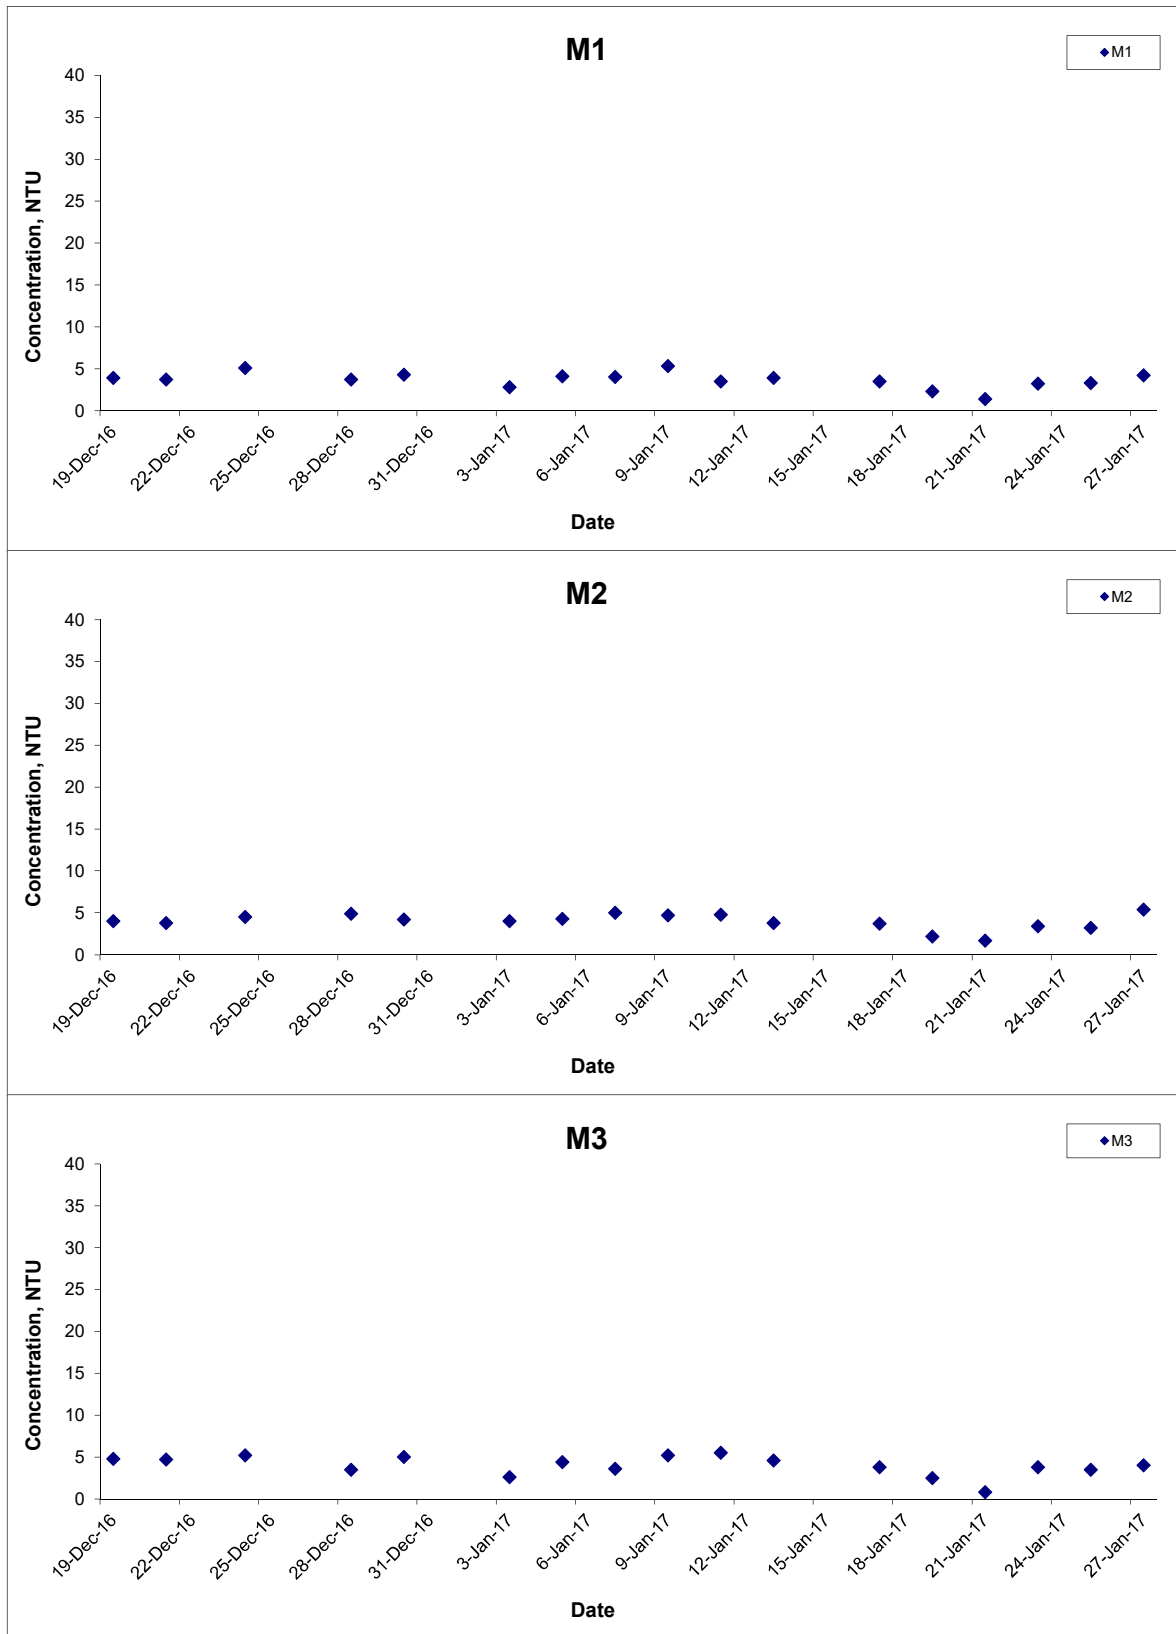 M1
M1
40
35
30
25
20
15
10
5
0
Concentration, NTU
19-Dec-16
22-Dec-16
25-Dec-16
28-Dec-16
31-Dec-16
3-Jan-17
6-Jan-17
9-Jan-17
12-Jan-17
15-Jan-17
18-Jan-17
21-Jan-17
24-Jan-17
27-Jan-17
Date
M2
M2
40
35
30
25
20
15
10
5
0
Concentration, NTU
19-Dec-16
22-Dec-16
25-Dec-16
28-Dec-16
31-Dec-16
3-Jan-17
6-Jan-17
9-Jan-17
12-Jan-17
15-Jan-17
18-Jan-17
21-Jan-17
24-Jan-17
27-Jan-17
Date
M3
M3
40
35
30
25
20
15
10
5
0
Concentration, NTU
19-Dec-16
22-Dec-16
25-Dec-16
28-Dec-16
31-Dec-16
3-Jan-17
6-Jan-17
9-Jan-17
12-Jan-17
15-Jan-17
18-Jan-17
21-Jan-17
24-Jan-17
27-Jan-17
Date